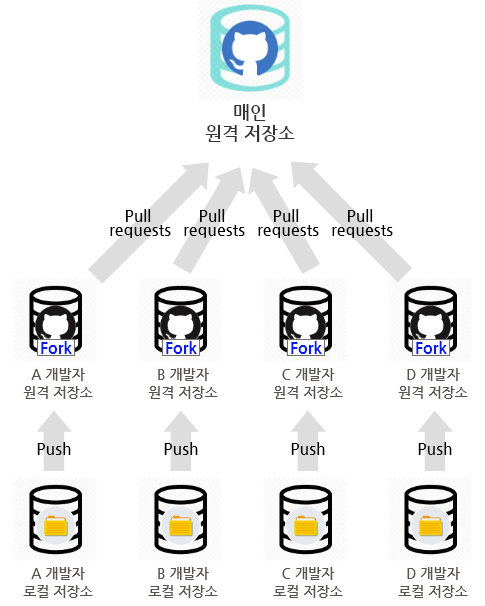 매인
원격 저장소
Pull requests
Pull requests
Pull requests
Pull requests
Fork
Fork
Fork
Fork
A 개발자
원격 저장소
B 개발자
원격 저장소
C 개발자
원격 저장소
D 개발자
원격 저장소
Push
Push
Push
Push
A 개발자
로컬 저장소
B 개발자
로컬 저장소
C 개발자
로컬 저장소
D 개발자
로컬 저장소